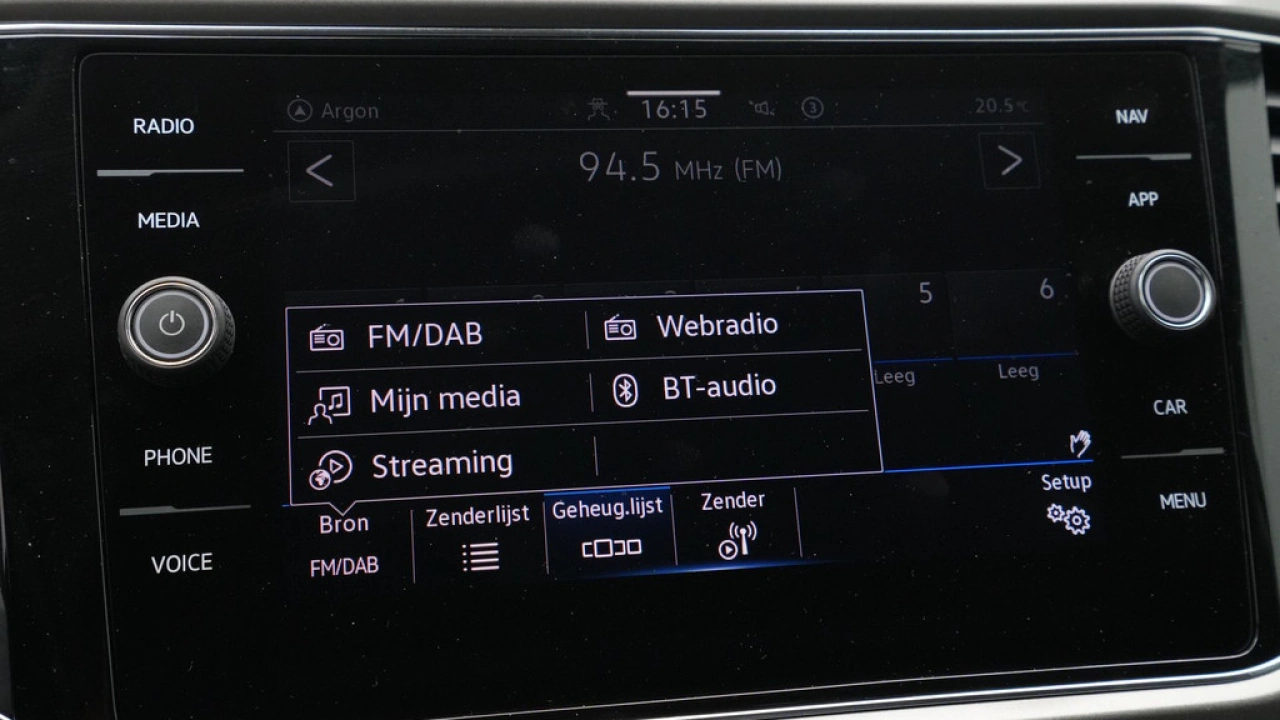 RADIO
MEDIA
PHONE
VOICE
Argon
16:15
3
20.5°C
94.5 MHz (FM)
5
6
Leeg
Leeg
FM/DAB
Webradio
Mijn media
BT-audio
Streaming
Bron
FM/DAB
Zenderlijst
Geheug.lijst
Zender
Setup
NAV
APP
CAR
MENU